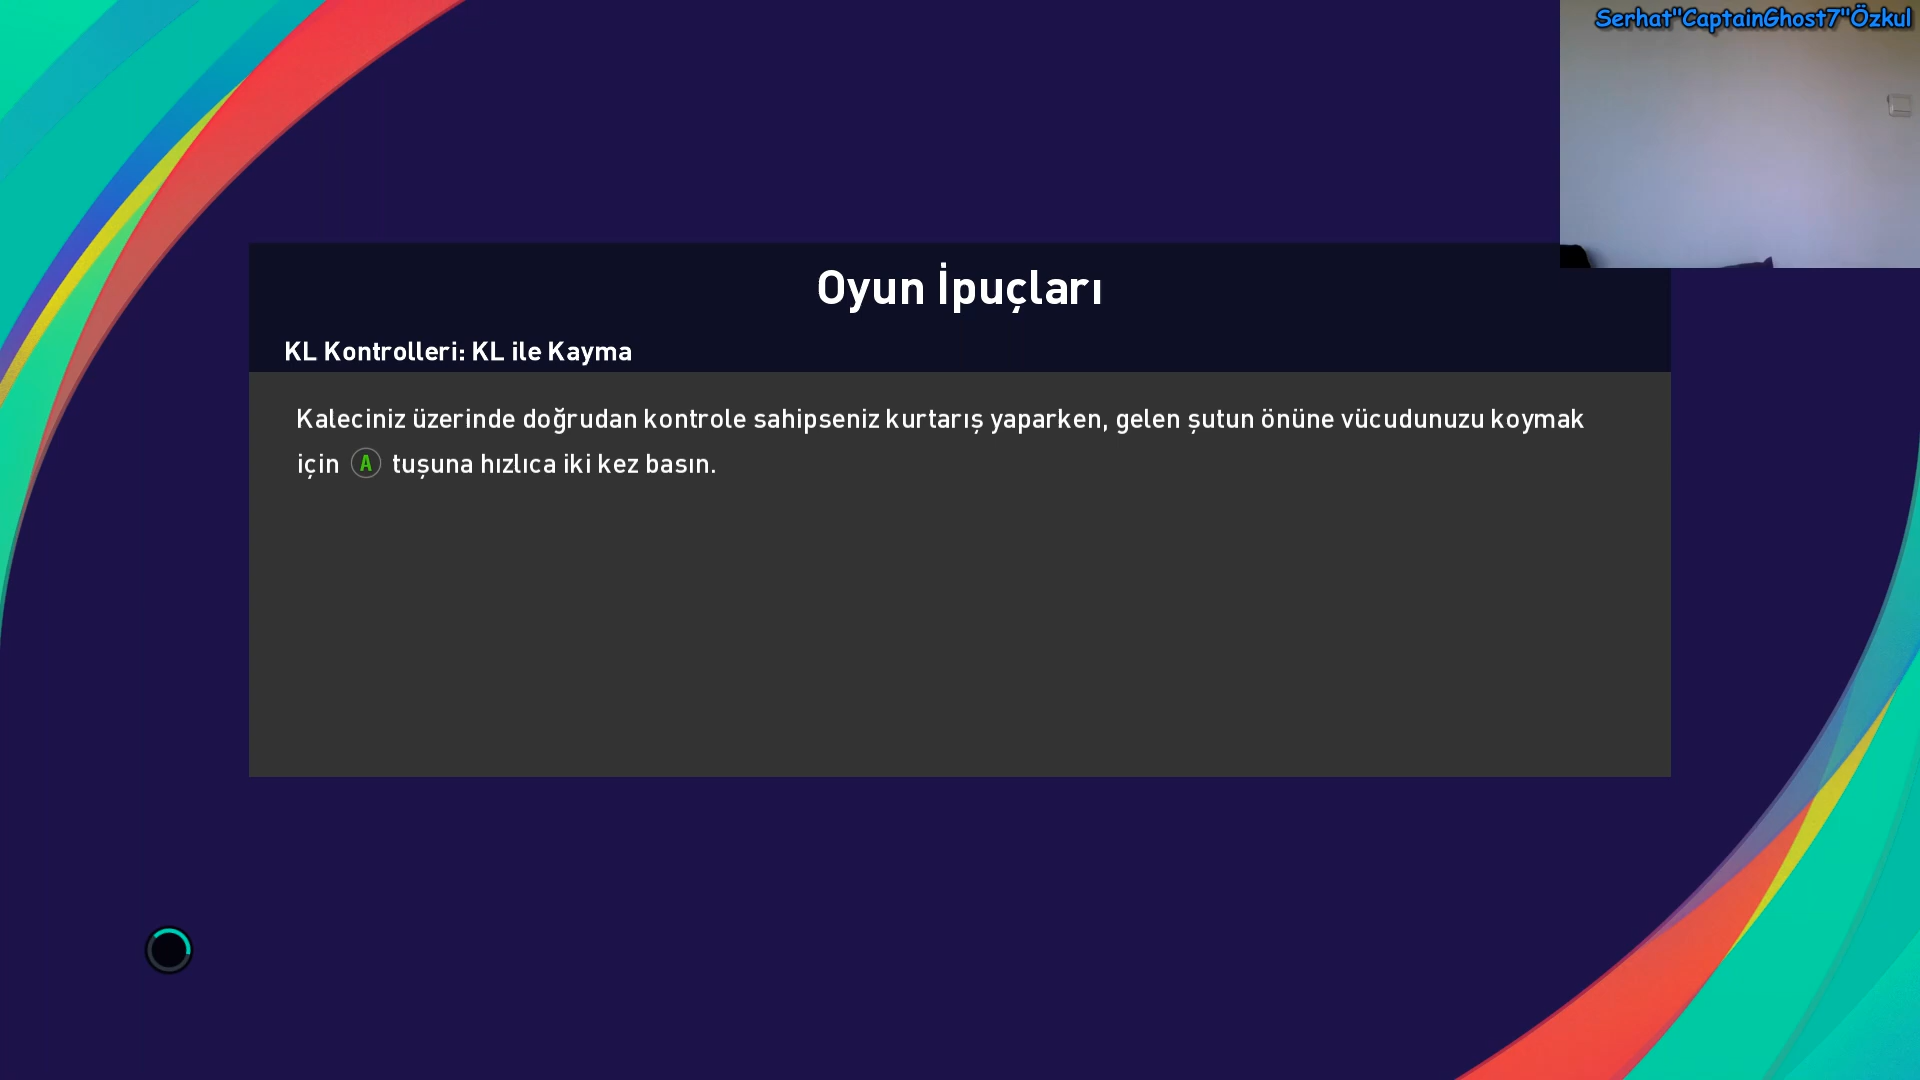 Serhat"CaptainGhost7"Özkul
Oyun İpuçları
KL Kontrolleri: KL ile Kayma
Kaleciniz üzerinde doğrudan kontrole sahipseniz kurtarış yaparken, gelen şutun önüne vücudunuzu koymak
için A tuşuna hızlıca iki kez basın.